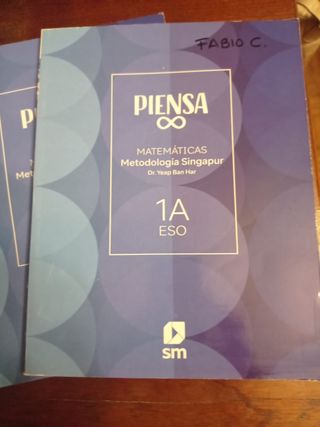 FABIO C.
PIENSA
MATEMÁTICAS
Metodología Singapur
Dr. Yeap Ban Har
1A
ESO
sm